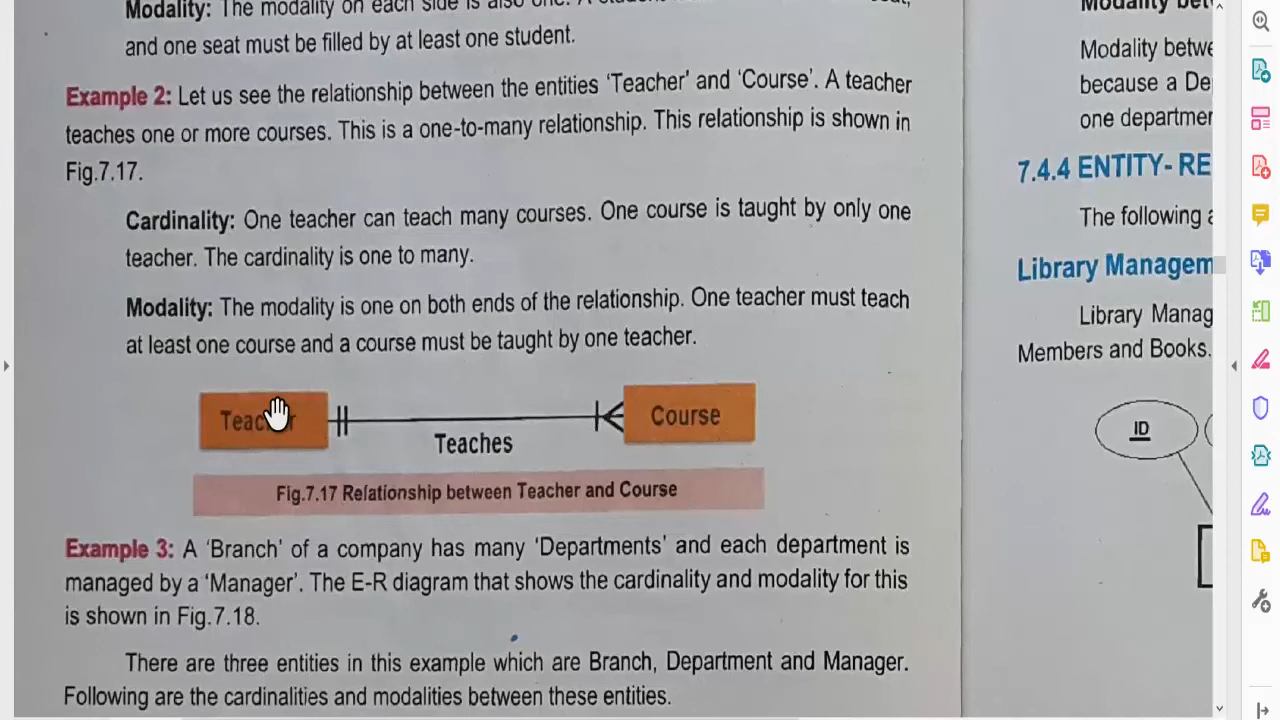 Modality: The modality on each side is also one. A student
and one seat must be filled by at least one student.
Example 2: Let us see the relationship between the entities 'Teacher' and 'Course'. A teacher
teaches one or more courses. This is a one-to-many relationship. This relationship is shown in
Fig.7.17.
Cardinality: One teacher can teach many courses. One course is taught by only one
teacher. The cardinality is one to many.
Modality: The modality is one on both ends of the relationship. One teacher must teach
at least one course and a course must be taught by one teacher.
Course
Teaches
Fig.7.17 Relationship between Teacher and Course
Example 3: A 'Branch' of a company has many 'Departments' and each department is
managed by a 'Manager'. The E-R diagram that shows the cardinality and modality for this
is shown in Fig.7.18.
There are three entities in this example which are Branch, Department and Manager.
Following are the cardinalities and modalities between these entities.
Modality betw
because a De
one departmer
7.4.4 ENTITY- RE
The following
Library Managem
Library Manag
Members and Books.
ID